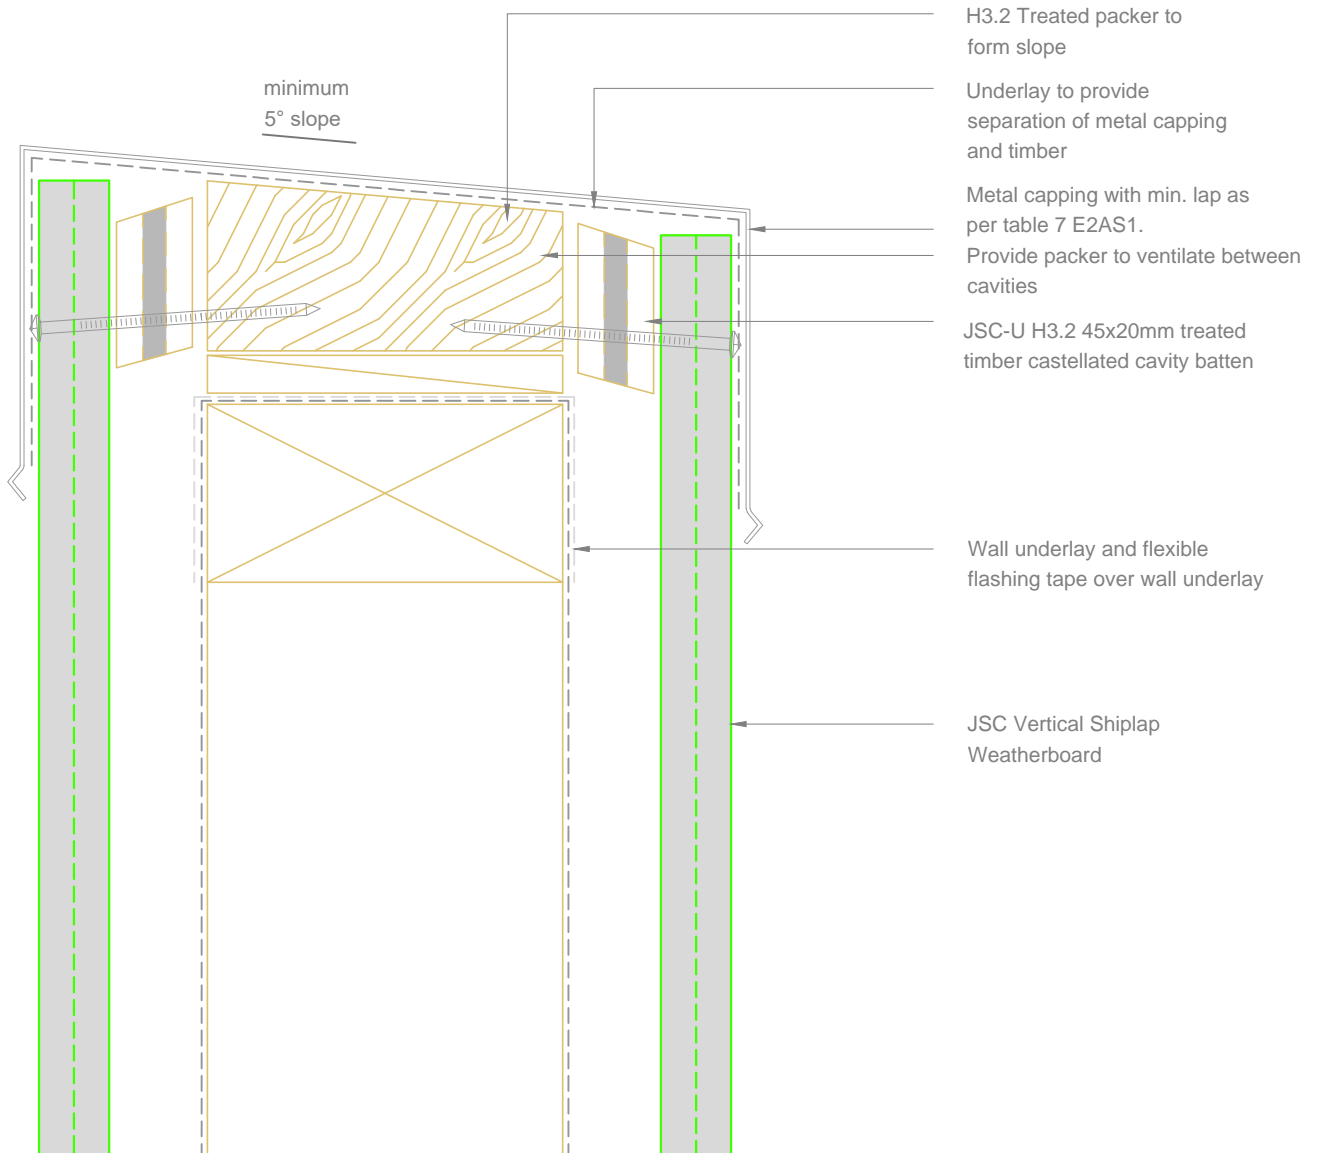 minimum
5° slope
H3.2 Treated packer to
form slope
Underlay to provide
separation of metal capping
and timber
Metal capping with min. lap as
per table 7 E2AS1.
Provide packer to ventilate between
cavities
JSC-U H3.2 45x20mm treated
timber castellated cavity batten
Wall underlay and flexible
flashing tape over wall underlay
JSC Vertical Shiplap
Weatherboard